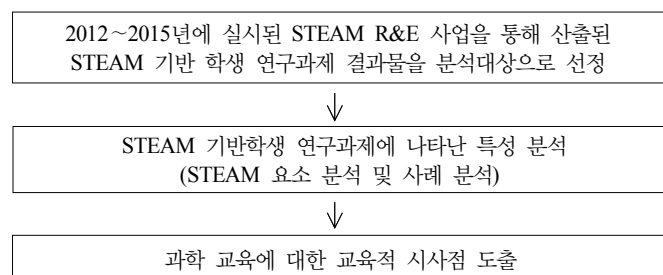 2012~2015년에 실시된 STEAM R&E 사업을 통해 산출된
STEAM 기반 학생 연구과제 결과물을 분석대상으로 선정
STEAM 기반학생 연구과제에 나타난 특성 분석
(STEAM 요소 분석 및 사례 분석)
과학 교육에 대한 교육적 시사점 도출